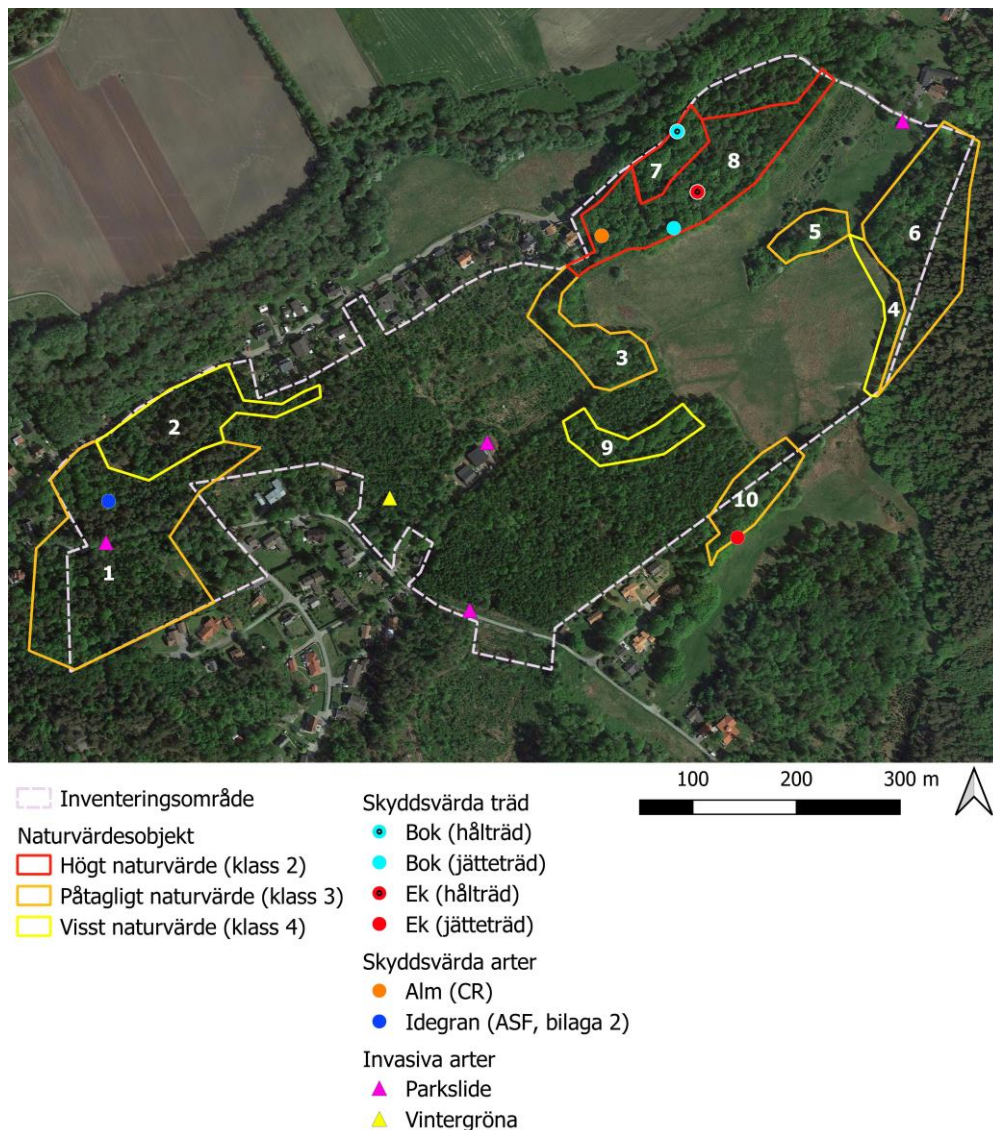 7
8
5
6
4
3
2
9
10
1
100 200 300 m
Inventeringsområde
Naturvärdesobjekt
Högt naturvärde (klass 2)
Påtagligt naturvärde (klass 3)
Visst naturvärde (klass 4)
Skyddsvärda träd
Bok (hålträd)
Bok (jätteträd)
Ek (hålträd)
Ek (jätteträd)
Skyddsvärda arter
Alm (CR)
Idegran (ASF, bilaga 2)
Invasiva arter
Parkslide
Vintergröna